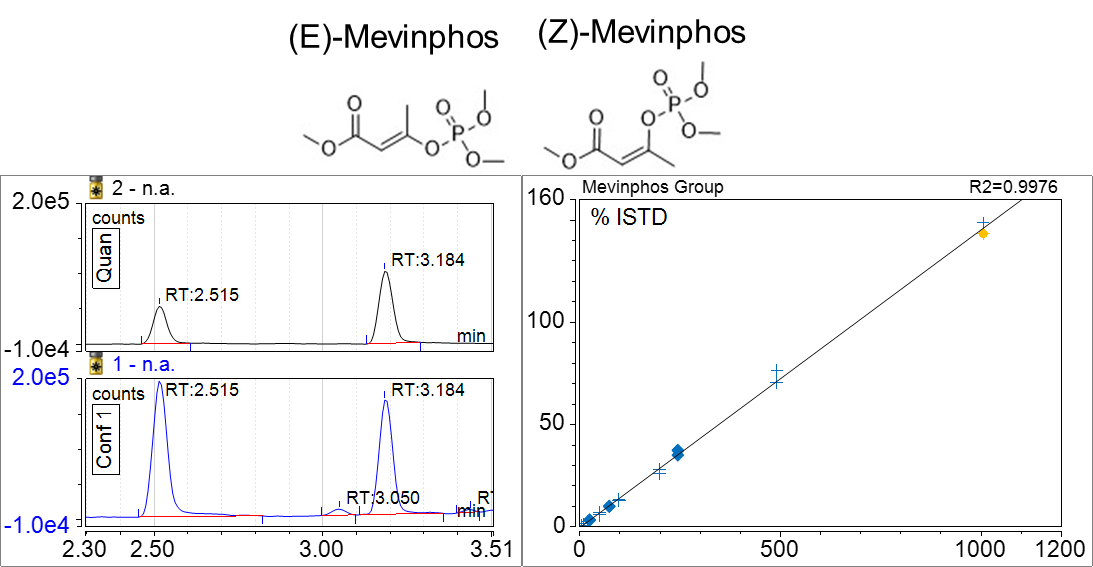 (E)-Mevinphos
(Z)-Mevinphos
O
O
O
O
P
O
O
O
O
O
O
P
O
O
2 - n.a.
2.0e5
counts
Quan
RT:2.515
RT:3.184
min
-1.0e4
1 - n.a.
2.0e5
counts
Conf 1
RT:2.515
RT:3.184
RT:3.050
RT
min
-1.0e4
2.30
2.50
3.00
3.51
Mevinphos Group
R2=0.9976
% ISTD
160
100
50
0
0
500
1000
1200